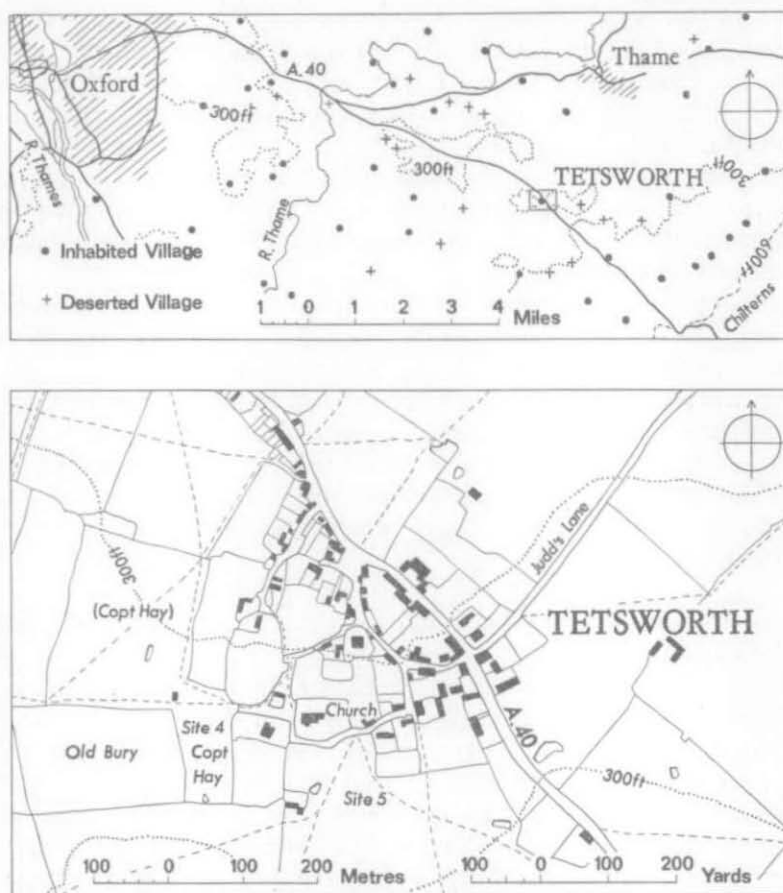 Oxford
A.40
Thame
300ft
R. Thames
R. Thame
300ft
TETSWORTH
300ft
600ft
Chilterns
Inhabited Village
Deserted Village
1 0 1 2 3 4 Miles
300ft
Judd's Lane
(Copt Hay)
TETSWORTH
Church
A.40
Old Bury
Site 4
Copt
Hay
Site 5
300ft
100 0 100 200 Metres
100 0 100 200 Yards